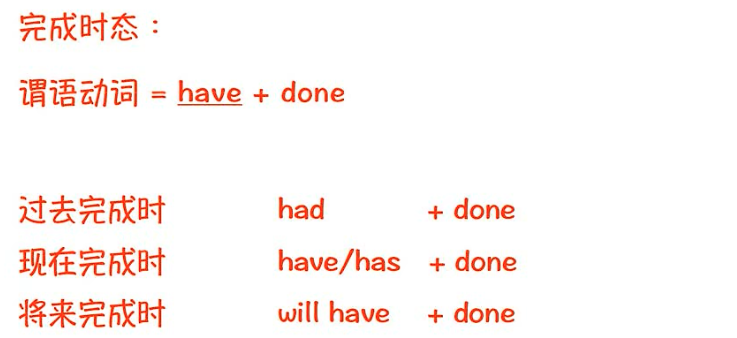 完成时态：
谓语动词 = have + done
过去完成时 had + done
现在完成时 have/has + done
将来完成时 will have + done